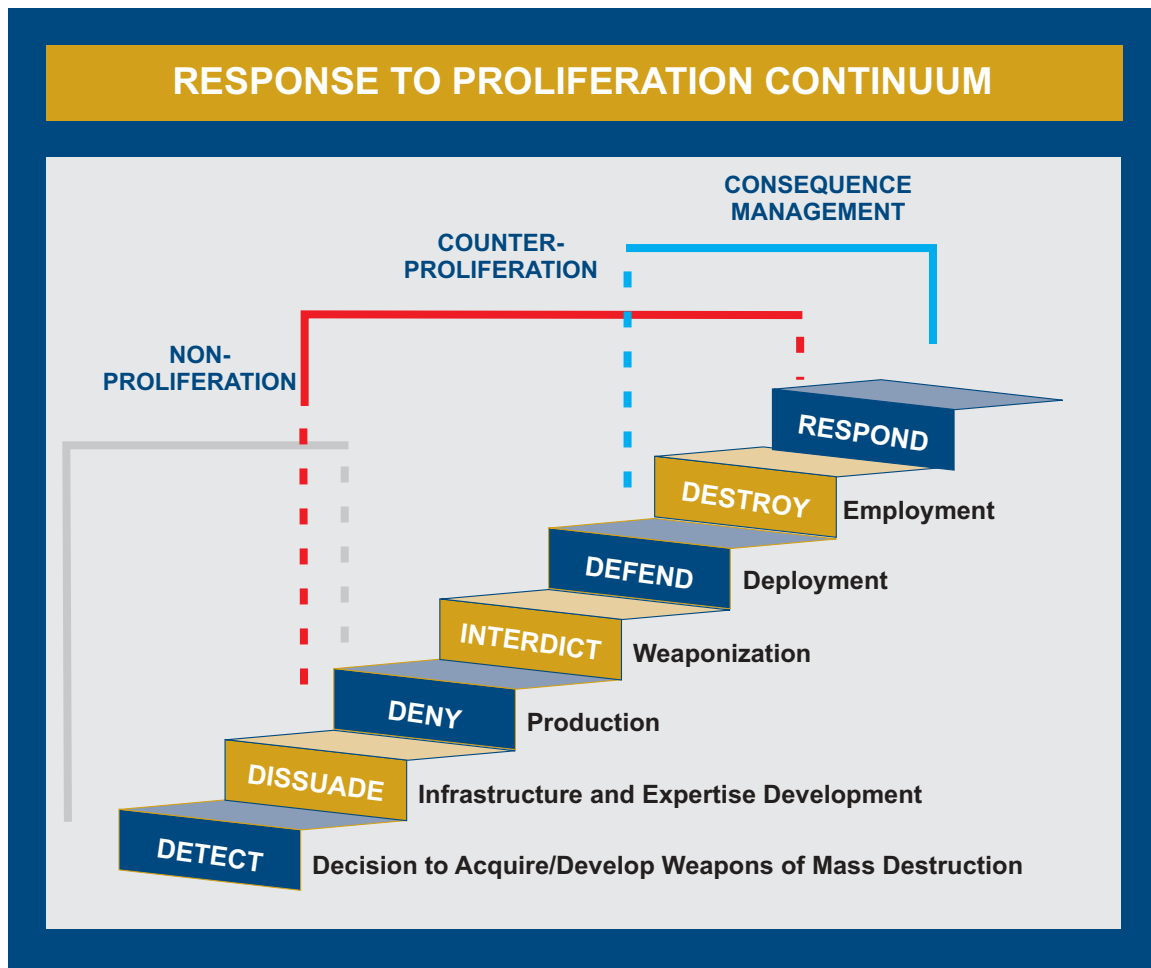 RESPONSE TO PROLIFERATION CONTINUUM
CONSEQUENCE
MANAGEMENT
COUNTER-
PROLIFERATION
NON-
PROLIFERATION
RESPOND
DESTROY
Employment
DEFEND
Deployment
INTERDICT
Weaponization
DENY
Production
DISSUADE
Infrastructure and Expertise Development
DETECT
Decision to Acquire/Develop Weapons of Mass Destruction